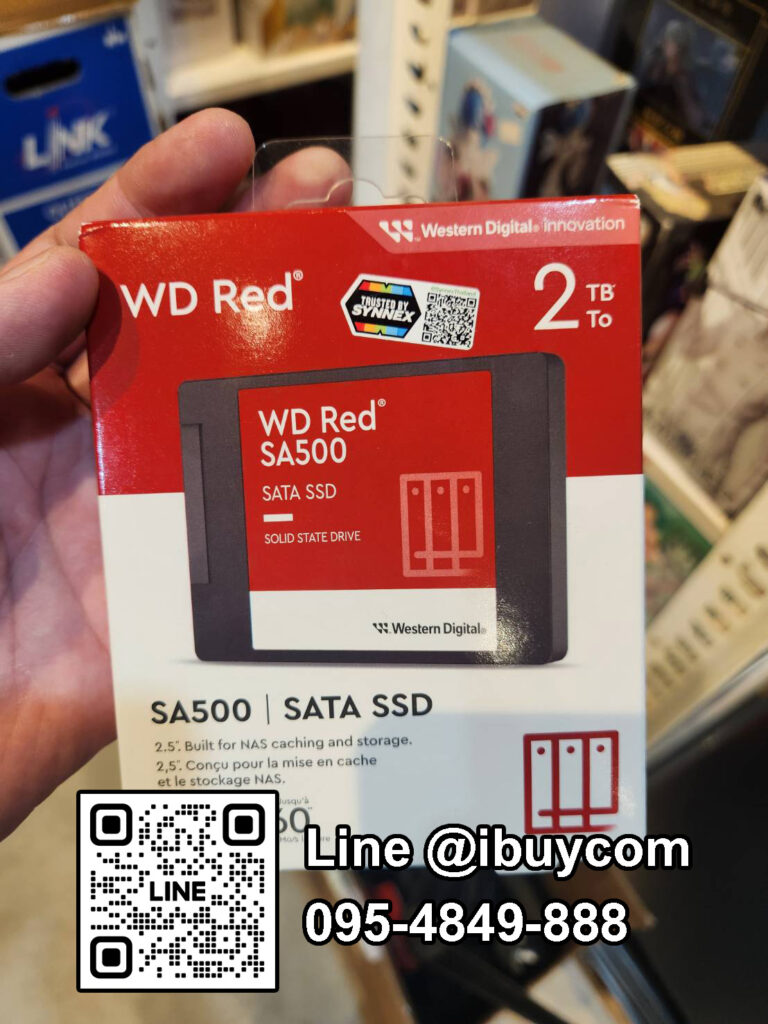 LINK
Western Digital® innovation
WD Red®
TRUSTED BY
SYNNEX
2 TB
To
WD Red®
SA500
SATA SSD
SOLID STATE DRIVE
Western Digital®
SA500 | SATA SSD
2.5". Built for NAS caching and storage.
2,5". Conçu pour la mise en cache
et le stockage NAS.
LINE
Line @ibuycom
095-4849-888